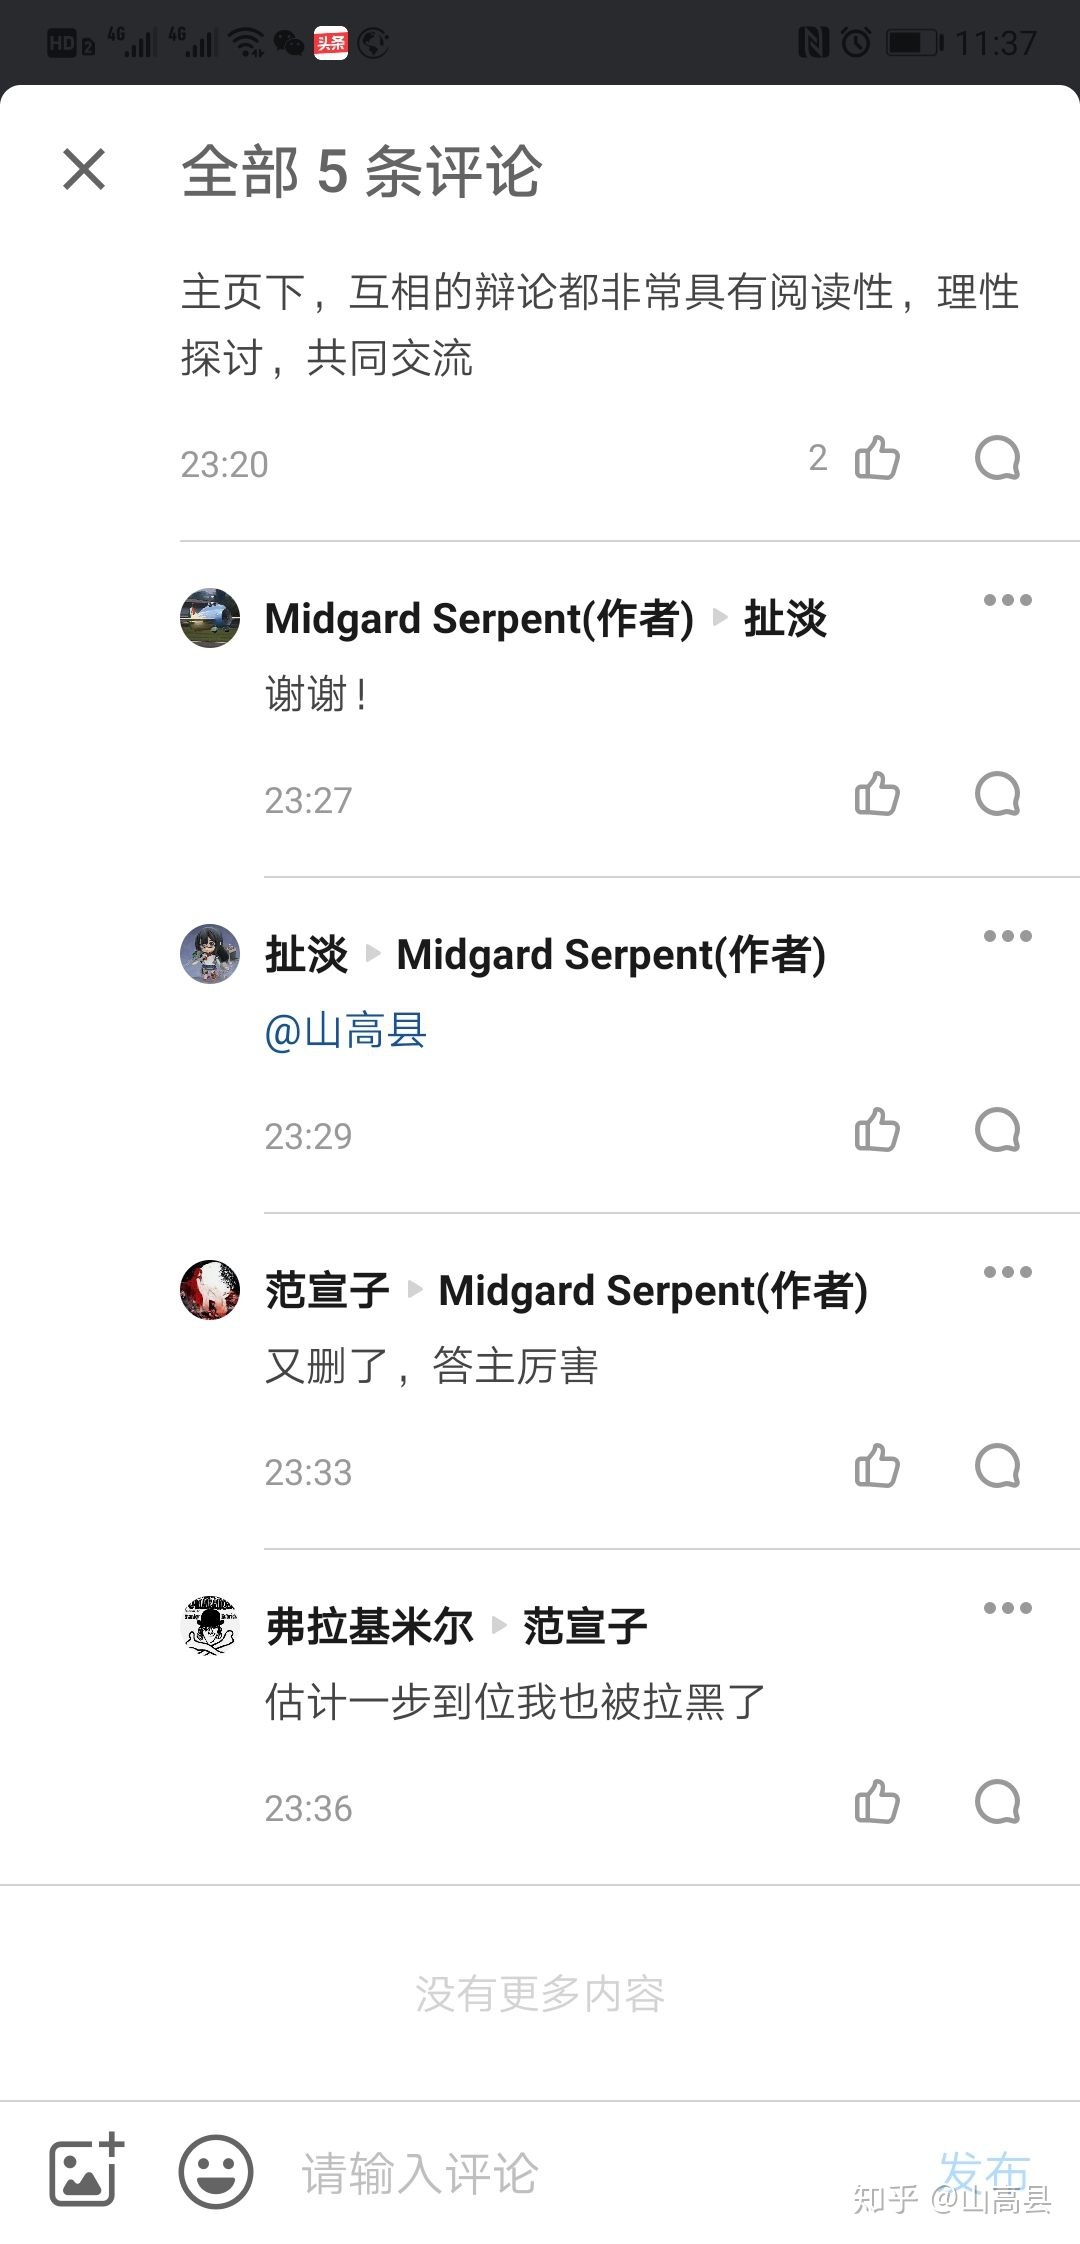 HD 2 4G 4G 头条 11:37
全部 5 条评论
主页下，互相的辩论都非常具有阅读性，理性
探讨，共同交流
23:20 2
Midgard Serpent(作者) 扯淡
谢谢！
23:27
扯淡 Midgard Serpent(作者)
@山高县
23:29
范宣子 Midgard Serpent(作者)
又删了，答主厉害
23:33
弗拉基米尔 范宣子
估计一步到位我也被拉黑了
23:36
没有更多内容
请输入评论 发布
知乎 @山高县